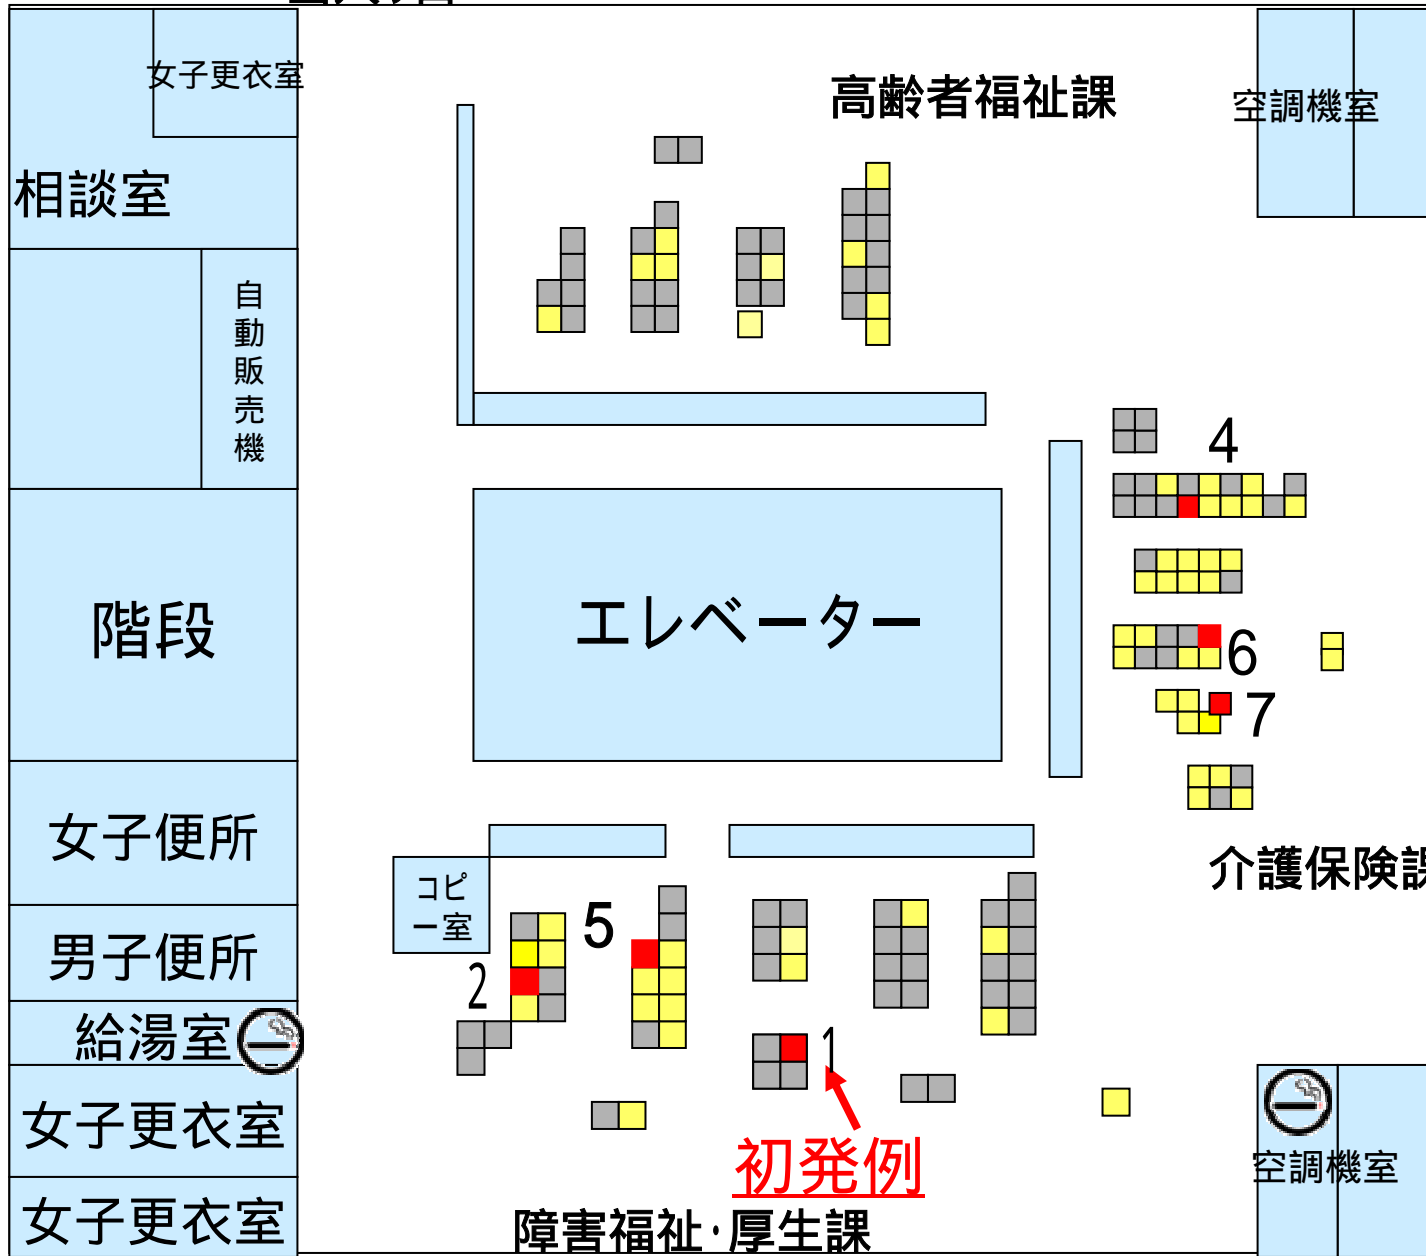 女子更衣室
高齢者福祉課
空調機室
相談室
自動販売機
4
階段
エレベーター
6
7
女子便所
介護保険課
コピ
ー室
5
男子便所
2
給湯室
1
女子更衣室
初発例
空調機室
女子更衣室
障害福祉・厚生課